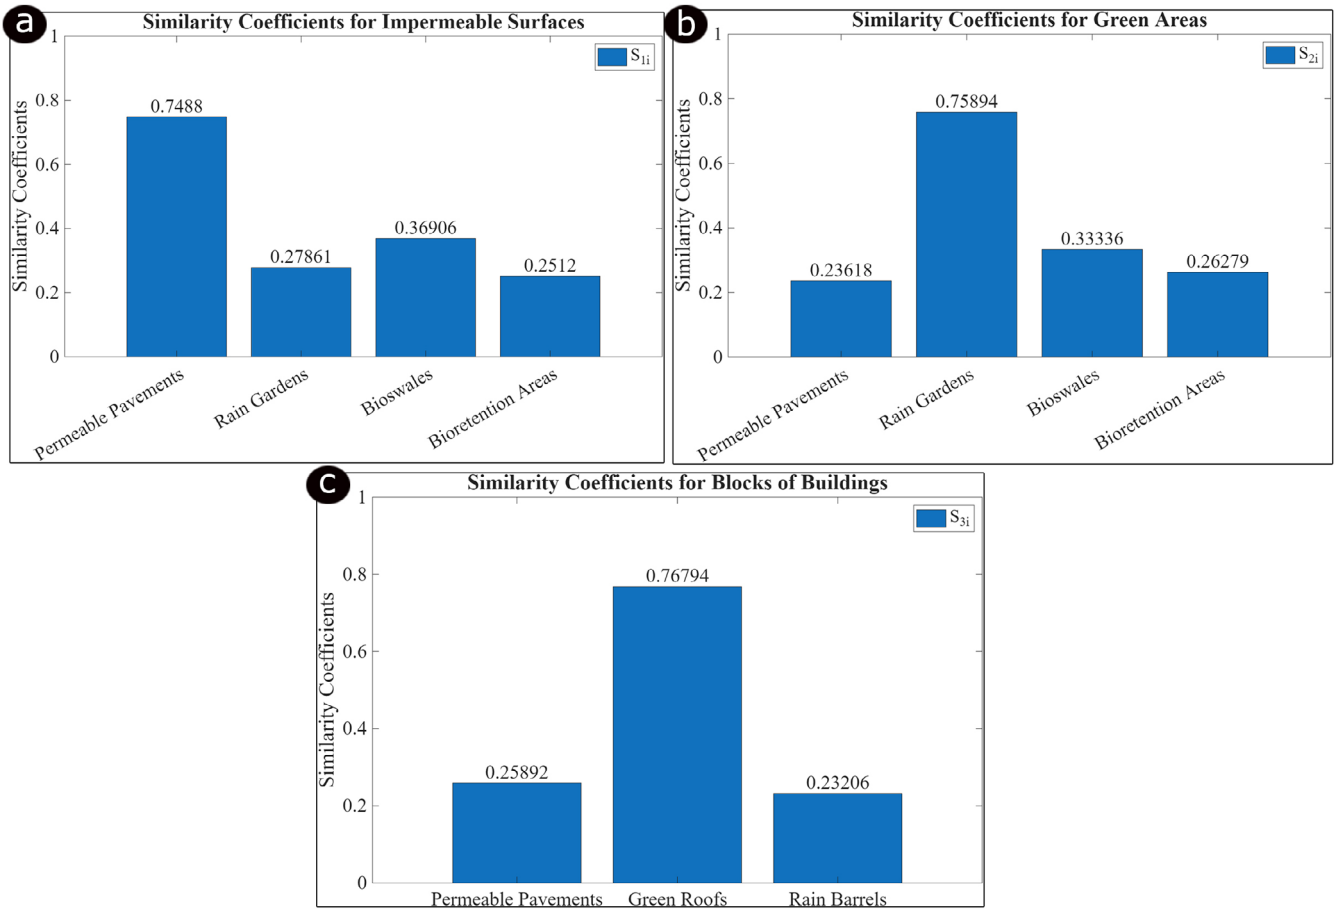 a
Similarity Coefficients for Impermeable Surfaces
S1i
1
0.8
0.6
0.4
0.2
0
Similarity Coefficients
0.7488
0.27861
0.36906
0.2512
Permeable Pavements
Rain Gardens
Bioswales
Bioretention Areas
b
Similarity Coefficients for Green Areas
S2i
1
0.8
0.6
0.4
0.2
0
Similarity Coefficients
0.23618
0.75894
0.33336
0.26279
Permeable Pavements
Rain Gardens
Bioswales
Bioretention Areas
c
Similarity Coefficients for Blocks of Buildings
S3i
1
0.8
0.6
0.4
0.2
0
Similarity Coefficients
0.25892
0.76794
0.23206
Permeable Pavements
Green Roofs
Rain Barrels